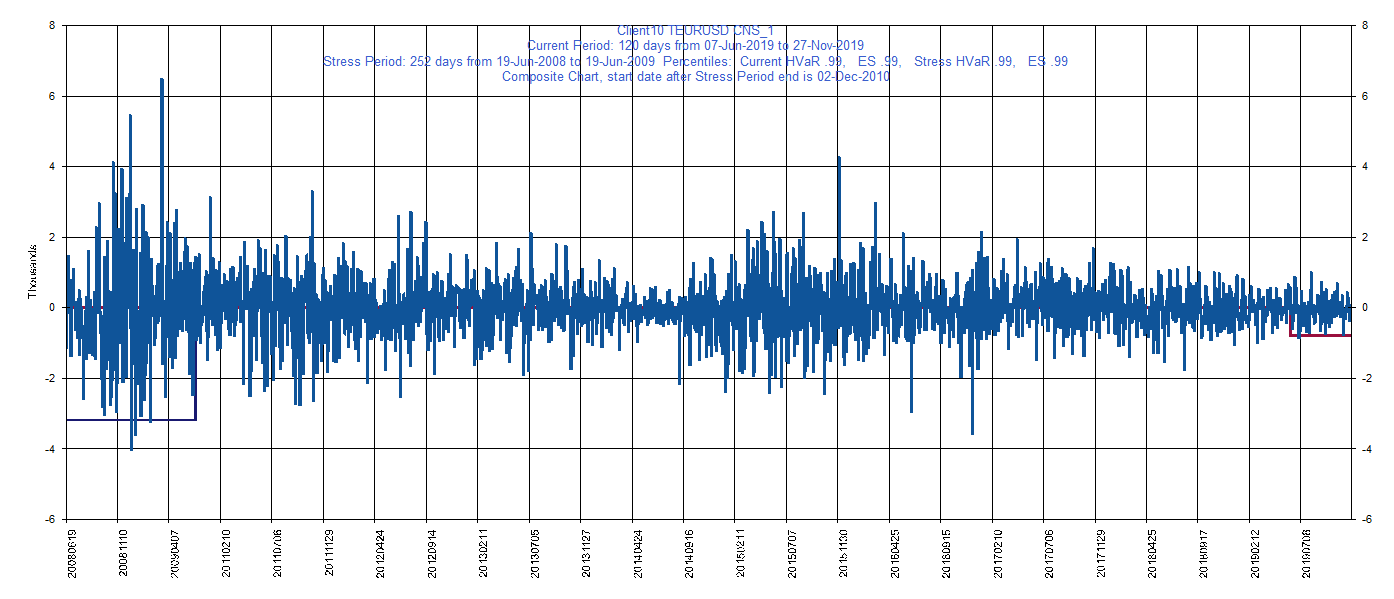 Client10 TEURUSD CNS_1
Current Period: 120 days from 07-Jun-2019 to 27-Nov-2019
Stress Period: 252 days from 19-Jun-2008 to 19-Jun-2009 Percentiles: Current HVaR .99, ES .99, Stress HVaR .99, ES .99
Composite Chart, start date after Stress Period end is 02-Dec-2010
8 8
6 6
4 4
2 2
Thousands
0 0
-2 -2
-4 -4
-6 -6
20080619 20081110 20090407 20110210 20110706 20111129 20120424 20120914 20130211 20130705 20131127 20140424 20140916 20150211 20150707 20151130 20160425 20160915 20170210 20170706 20171129 20180425 20180917 20190212 20190708